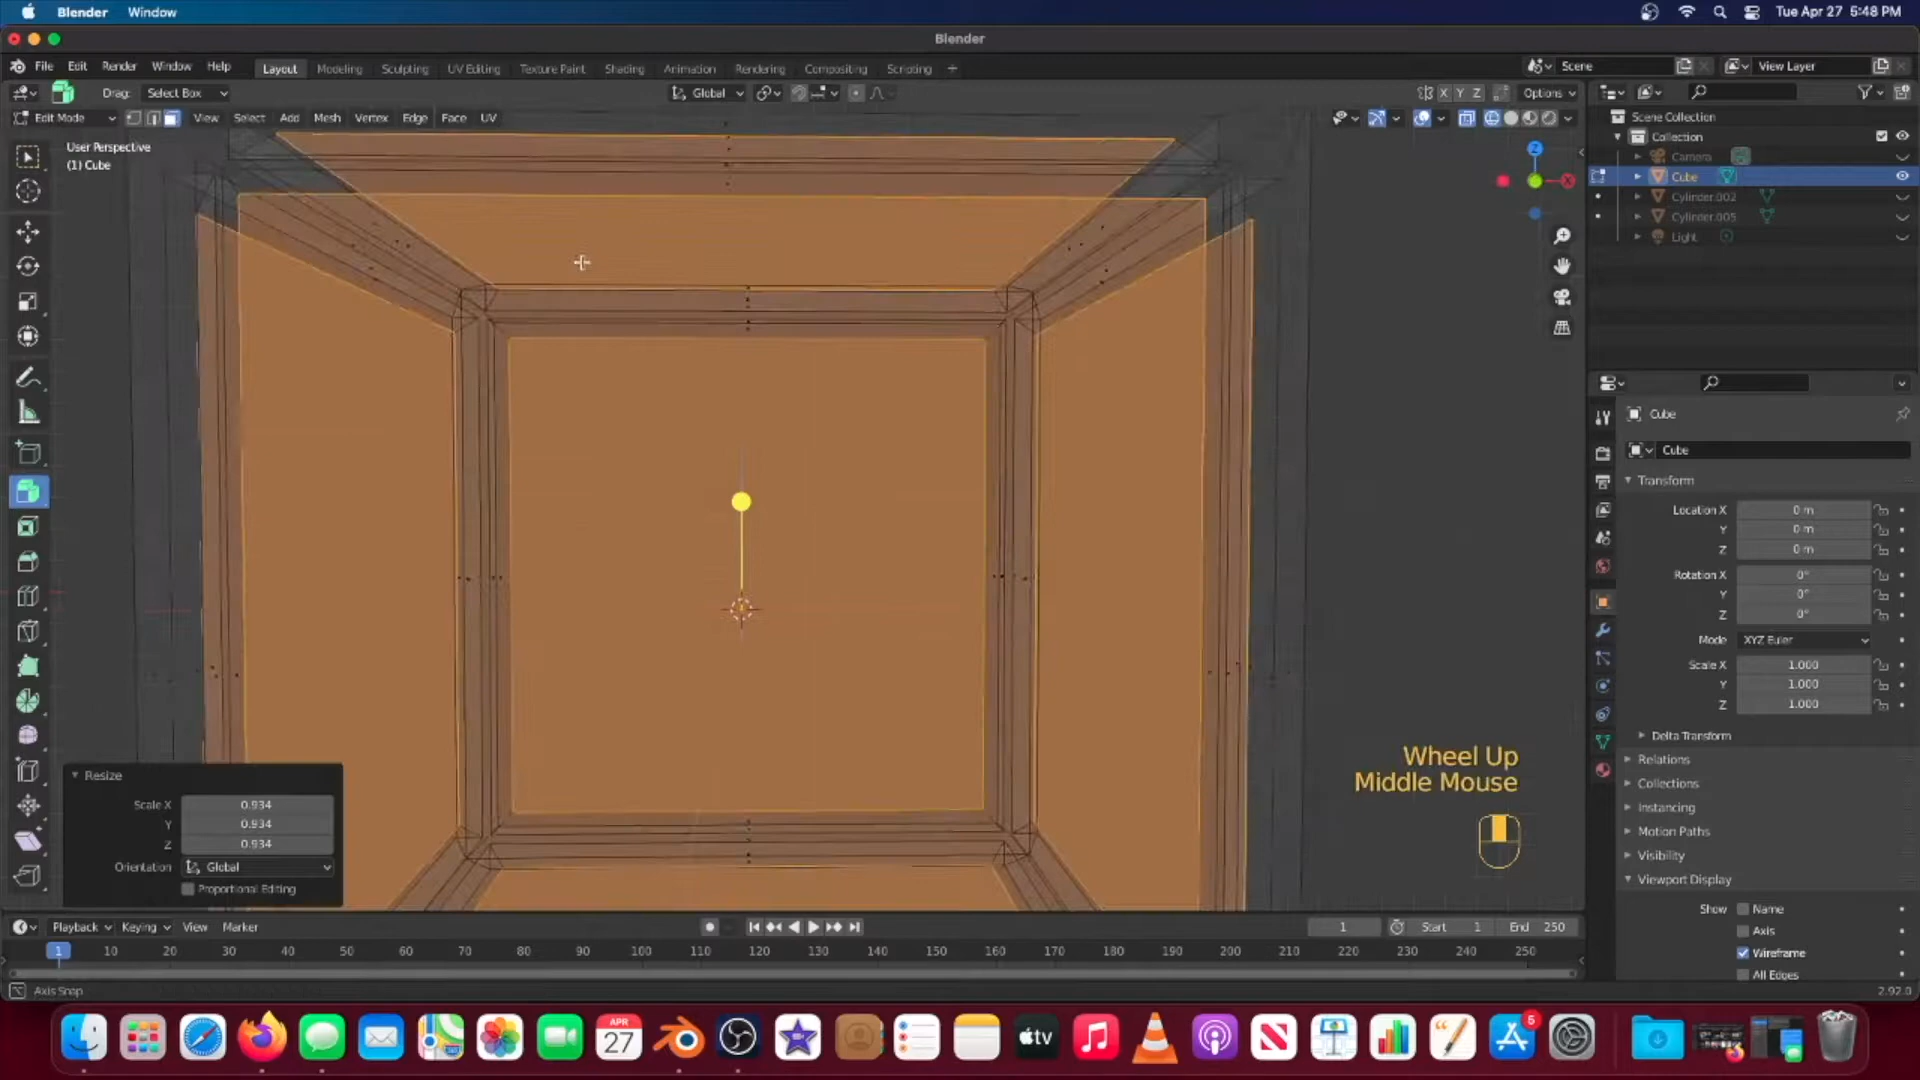 Blender Window Tue Apr 27 5:48 PM
Blender
File Edit Render Window Help Layout Modeling Sculpting UV Editing Texture Paint Shading Animation Rendering Compositing Scripting + Scene View Layer
Drag: Select Box Global X Y Z Options
Edit Mode View Select Add Mesh Vertex Edge Face UV
Scene Collection
Collection
Camera
Cube
Cylinder.002
Cylinder.005
Light
User Perspective
(1) Cube
Z
X
Cube
Cube
Transform
Location X 0 m
Y 0 m
Z 0 m
Rotation X 0°
Y 0°
Z 0°
Mode XYZ Euler
Scale X 1.000
Y 1.000
Z 1.000
Delta Transform
Relations
Collections
Instancing
Motion Paths
Visibility
Viewport Display
Show Name
Axis
Wireframe
All Edges
Wheel Up
Middle Mouse
Resize
Scale X 0.934
Y 0.934
Z 0.934
Orientation Global
Proportional Editing
Playback Keying View Marker 1 Start 1 End 250
1 10 20 30 40 50 60 70 80 90 100 110 120 130 140 150 160 170 180 190 200 210 220 230 240 250
Axis Snap 2.92.0
APR
27
tv
5